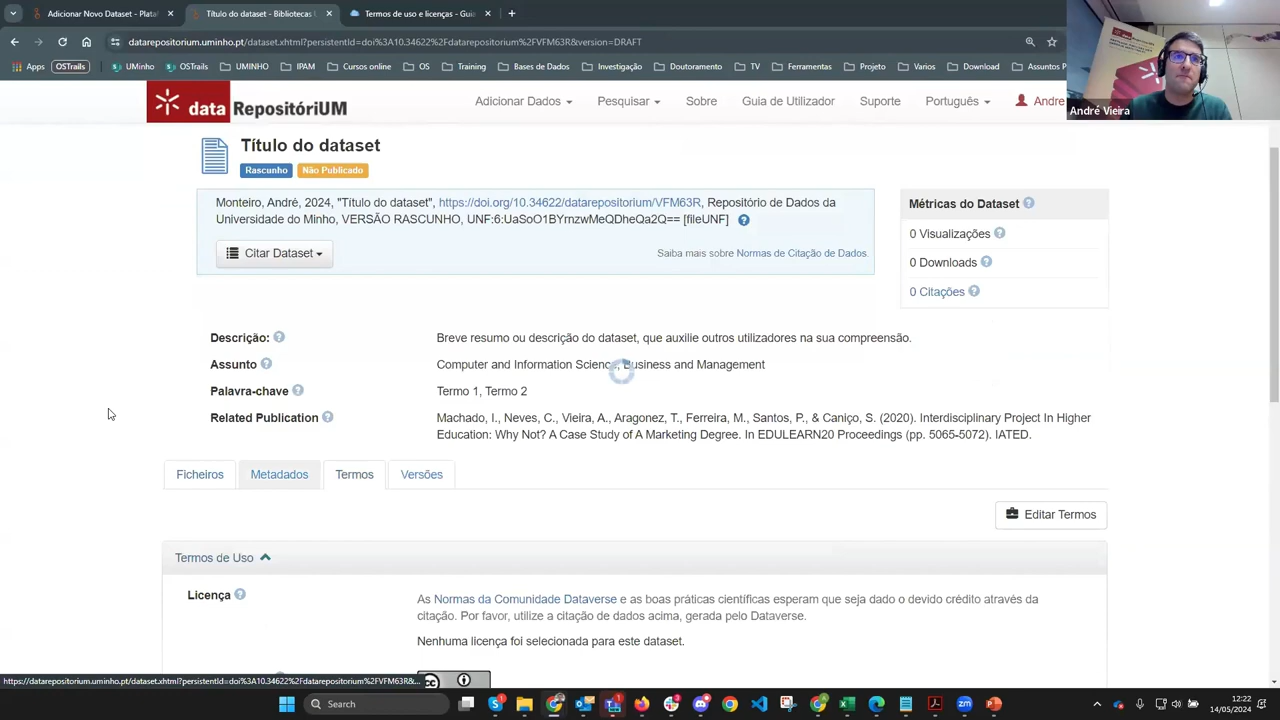 Adicionar Novo Dataset - Plat
Título do dataset - Bibliotecas
Termos de uso e licenças - Guia
datarepositorium.uminho.pt/dataset.xhtml?persistentId=doi%3A10.34622%2Fdatarepositorium%2FVFM63R&version=DRAFT
Apps
OSTrails
UMinho
OSTrails
UMinho
IPAM
Cursos online
OS
Training
Bases de Dados
Investigação
Doutoramento
TV
Ferramentas
Projeto
Varios
Download
Assuntos P
André Vieira
data RepositóriUM
Adicionar Dados
Pesquisar
Sobre
Guia de Utilizador
Suporte
Português
Andre
Título do dataset
Rascunho
Não Publicado
Monteiro, André, 2024, "Título do dataset", https://doi.org/10.34622/datarepositorium/VFM63R, Repositório de Dados da
Universidade do Minho, VERSÃO RASCUNHO, UNF:6:UaSoO1BYrnzwMeQDheQa2Q== [fileUNF]
Citar Dataset
Saiba mais sobre Normas de Citação de Dados.
Métricas do Dataset
0 Visualizações
0 Downloads
0 Citações
Descrição: Breve resumo ou descrição do dataset, que auxilie outros utilizadores na sua compreensão.
Assunto Computer and Information Science, Business and Management
Palavra-chave Termo 1, Termo 2
Related Publication Machado, I., Neves, C., Vieira, A., Aragonez, T., Ferreira, M., Santos, P., & Caniço, S. (2020). Interdisciplinary Project In Higher
Education: Why Not? A Case Study of A Marketing Degree. In EDULEARN20 Proceedings (pp. 5065-5072). IATED.
Ficheiros
Metadados
Termos
Versões
Editar Termos
Termos de Uso
Licença As Normas da Comunidade Dataverse e as boas práticas científicas esperam que seja dado o devido crédito através da
citação. Por favor, utilize a citação de dados acima, gerada pelo Dataverse.
Nenhuma licença foi selecionada para este dataset.
https://datarepositorium.uminho.pt/dataset.xhtml?persistentId=doi%3A10.34622%2Fdatarepositorium%2FVFM63R&...
Search
12:22
14/05/2024